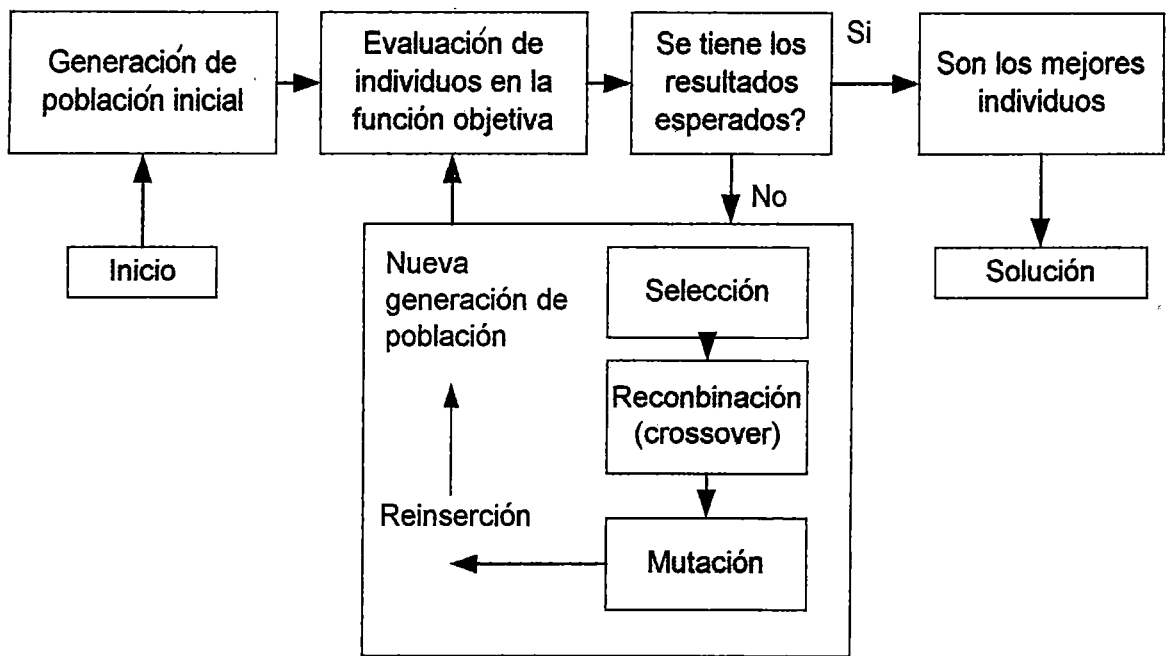 Generación de
población inicial
Evaluación de
individuos en la
función objetiva
Se tiene los
resultados
esperados?
Si
Son los mejores
individuos
No
Inicio
Nueva
generación de
población
Selección
Solución
Reconbinación
(crossover)
Reinserción
Mutación